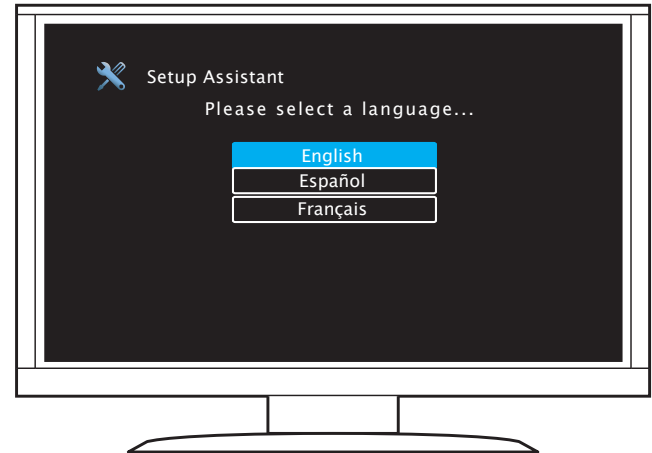 Setup Assistant
Please select a language...
English
Español
Français